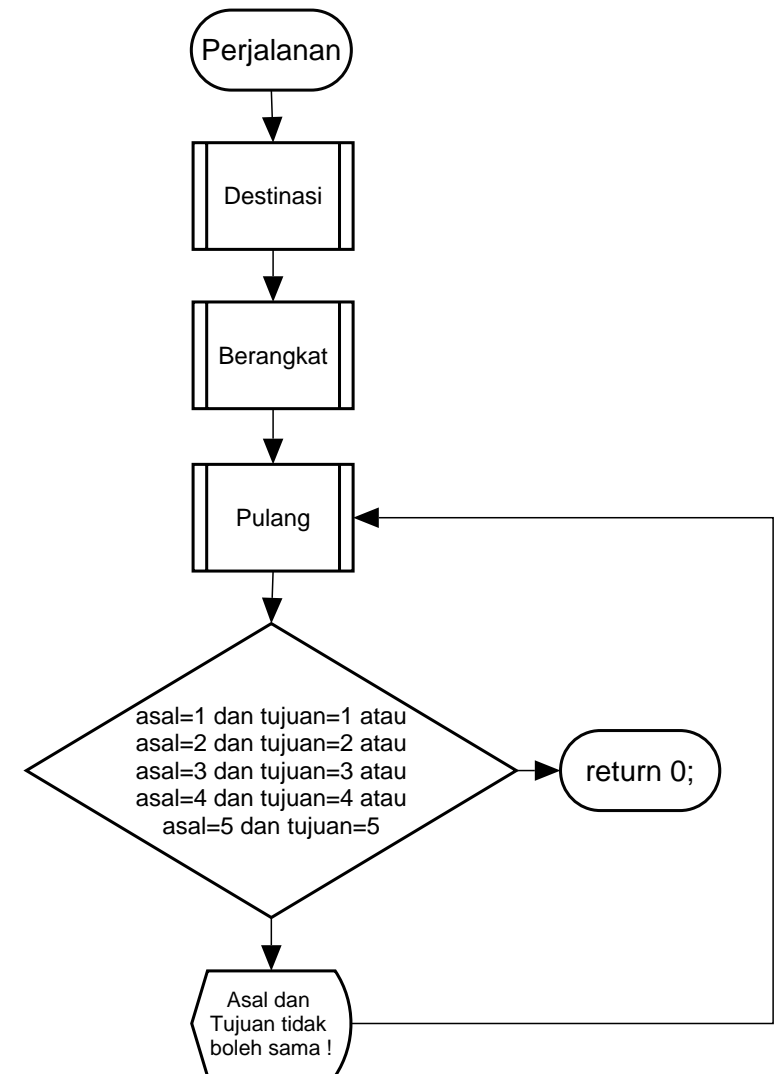 Perjalanan
Destinasi
Berangkat
Pulang
asal=1 dan tujuan=1 atau
asal=2 dan tujuan=2 atau
asal=3 dan tujuan=3 atau
asal=4 dan tujuan=4 atau
asal=5 dan tujuan=5
return 0;
Asal dan
Tujuan tidak
boleh sama !